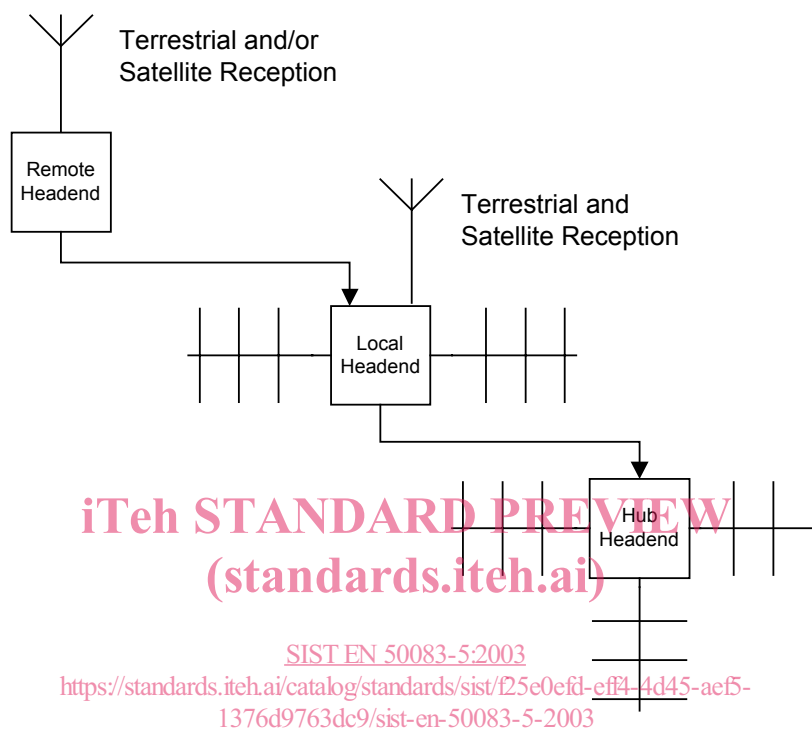 Terrestrial and/or
Satellite Reception
Remote
Headend
Terrestrial and
Satellite Reception
Local
Headend
Hub
Headend
iTeh STANDARD PREVIEW
(standards.iteh.ai)
SIST EN 50083-5:2003
https://standards.iteh.ai/catalog/standards/sist/f25e0efd-eff4-4d45-aef5-
1376d9763dc9/sist-en-50083-5-2003